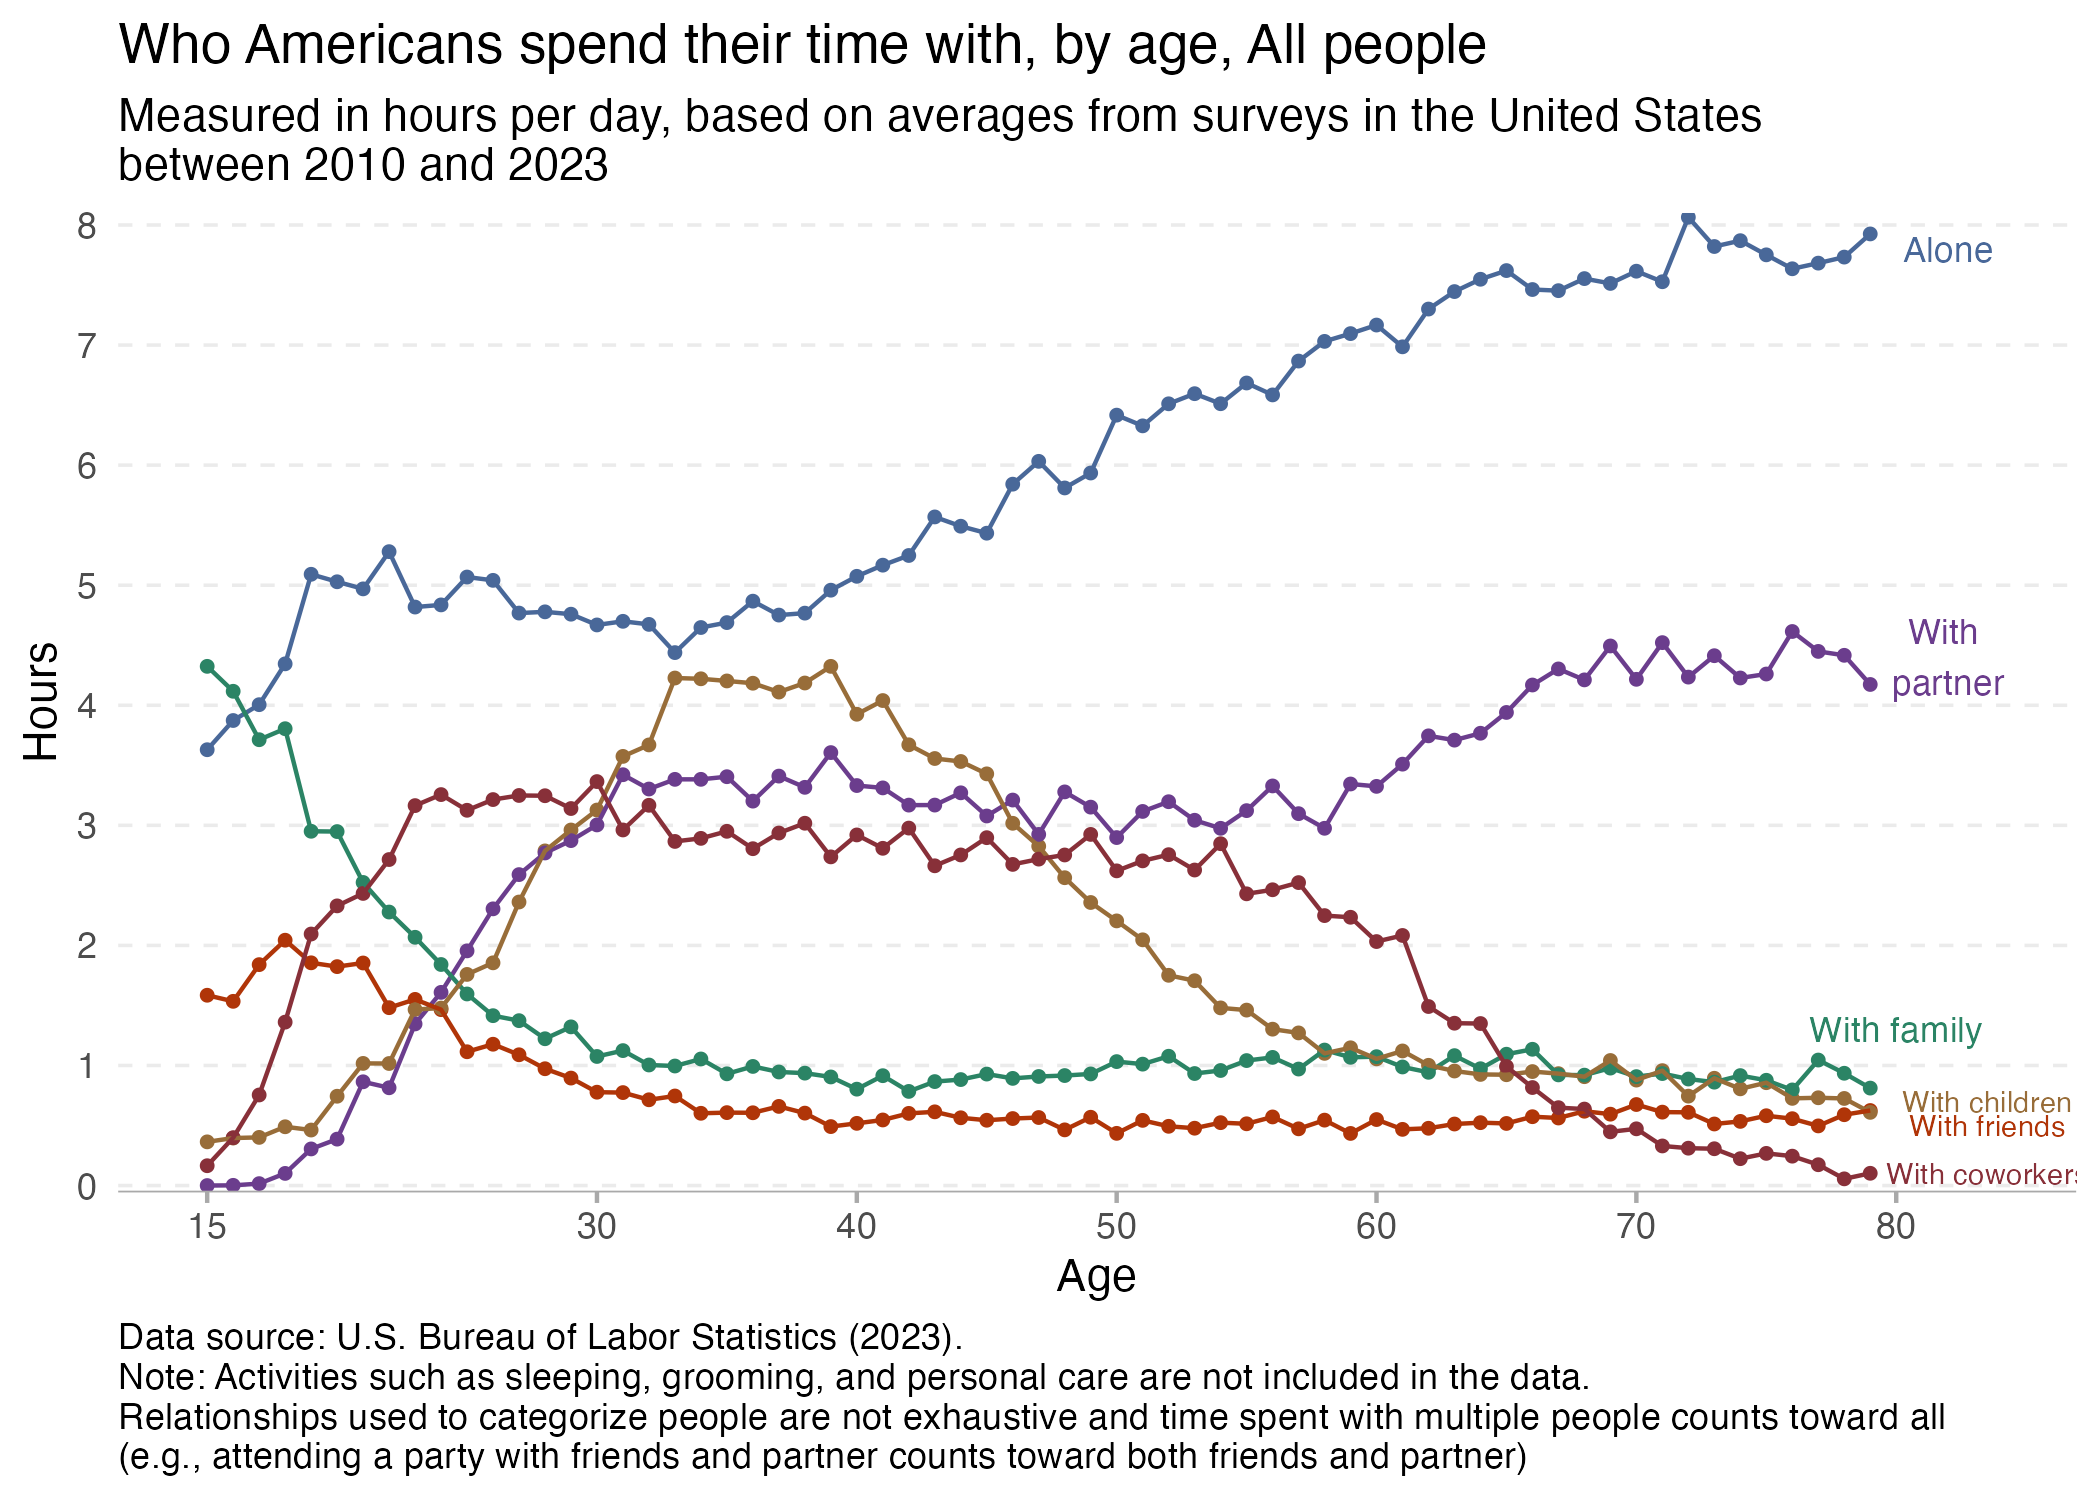 Who Americans spend their time with, by age, All people
Measured in hours per day, based on averages from surveys in the United States
between 2010 and 2023
8
7
6
5
4
3
2
1
0
Hours
Alone
With
partner
With family
With children
With friends
With coworkers
15 30 40 50 60 70 80
Age
Data source: U.S. Bureau of Labor Statistics (2023).
Note: Activities such as sleeping, grooming, and personal care are not included in the data.
Relationships used to categorize people are not exhaustive and time spent with multiple people counts toward all
(e.g., attending a party with friends and partner counts toward both friends and partner)